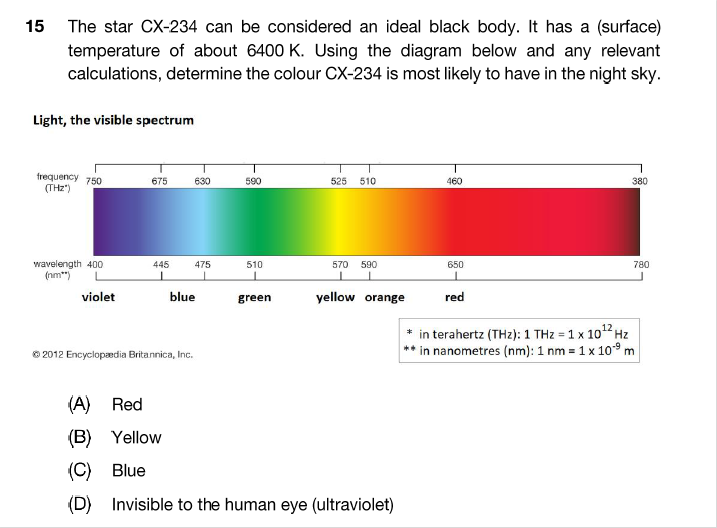 15 The star CX-234 can be considered an ideal black body. It has a (surface)
temperature of about 6400 K. Using the diagram below and any relevant
calculations, determine the colour CX-234 is most likely to have in the night sky.
Light, the visible spectrum
frequency (THz*) 750 675 630 590 525 510 460 380
wavelength (nm**) 400 445 475 510 570 590 650 780
violet blue green yellow orange red
* in terahertz (THz): 1 THz = 1 x 10¹² Hz
** in nanometres (nm): 1 nm = 1 x 10⁻⁹ m
© 2012 Encyclopædia Britannica, Inc.
(A) Red
(B) Yellow
(C) Blue
(D) Invisible to the human eye (ultraviolet)